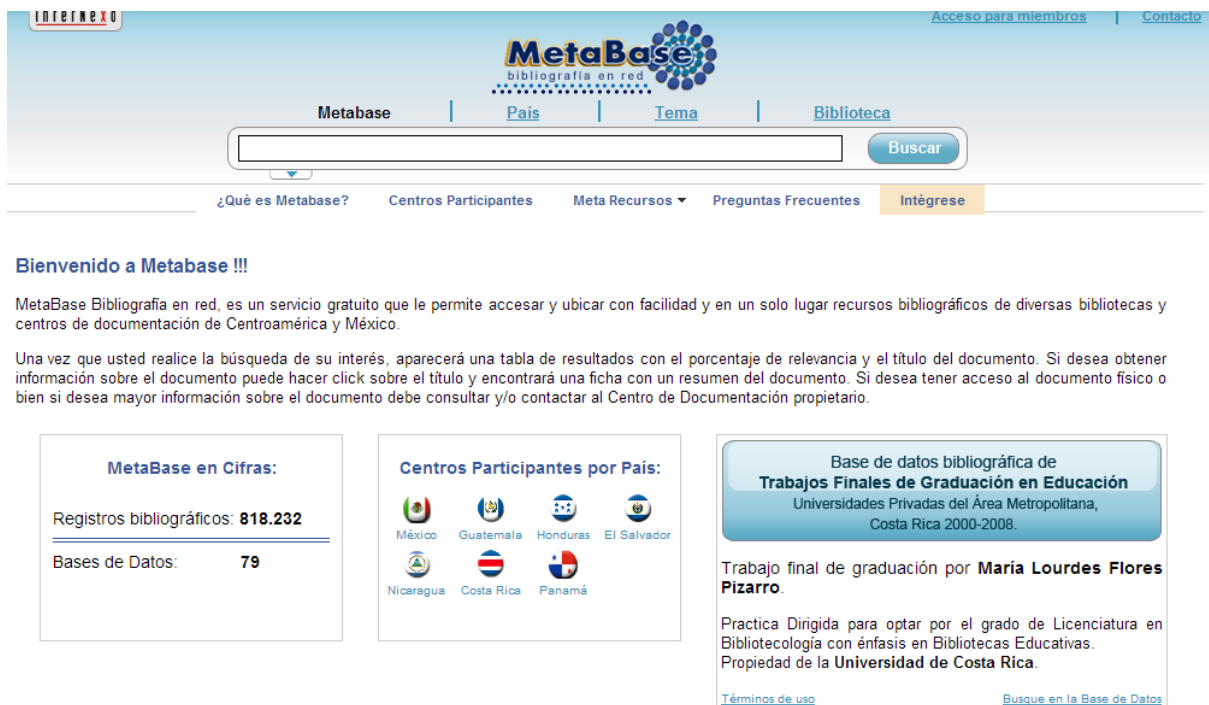 internexo
Acceso para miembros | Contacto
MetaBase
bibliografía en red
Metabase | País | Tema | Biblioteca
Buscar
¿Qué es Metabase? Centros Participantes Meta Recursos Preguntas Frecuentes Intégrese
Bienvenido a Metabase !!!
MetaBase Bibliografía en red, es un servicio gratuito que le permite accesar y ubicar con facilidad y en un solo lugar recursos bibliográficos de diversas bibliotecas y
centros de documentación de Centroamérica y México.
Una vez que usted realice la búsqueda de su interés, aparecerá una tabla de resultados con el porcentaje de relevancia y el título del documento. Si desea obtener
información sobre el documento puede hacer click sobre el título y encontrará una ficha con un resumen del documento. Si desea tener acceso al documento físico o
bien si desea mayor información sobre el documento debe consultar y/o contactar al Centro de Documentación propietario.
MetaBase en Cifras:
Registros bibliográficos: 818.232
Bases de Datos: 79
Centros Participantes por País:
México Guatemala Honduras El Salvador
Nicaragua Costa Rica Panamá
Base de datos bibliográfica de
Trabajos Finales de Graduación en Educación
Universidades Privadas del Área Metropolitana,
Costa Rica 2000-2008.
Trabajo final de graduación por María Lourdes Flores
Pizarro.
Practica Dirigida para optar por el grado de Licenciatura en
Bibliotecología con énfasis en Bibliotecas Educativas.
Propiedad de la Universidad de Costa Rica.
Términos de uso Busque en la Base de Datos